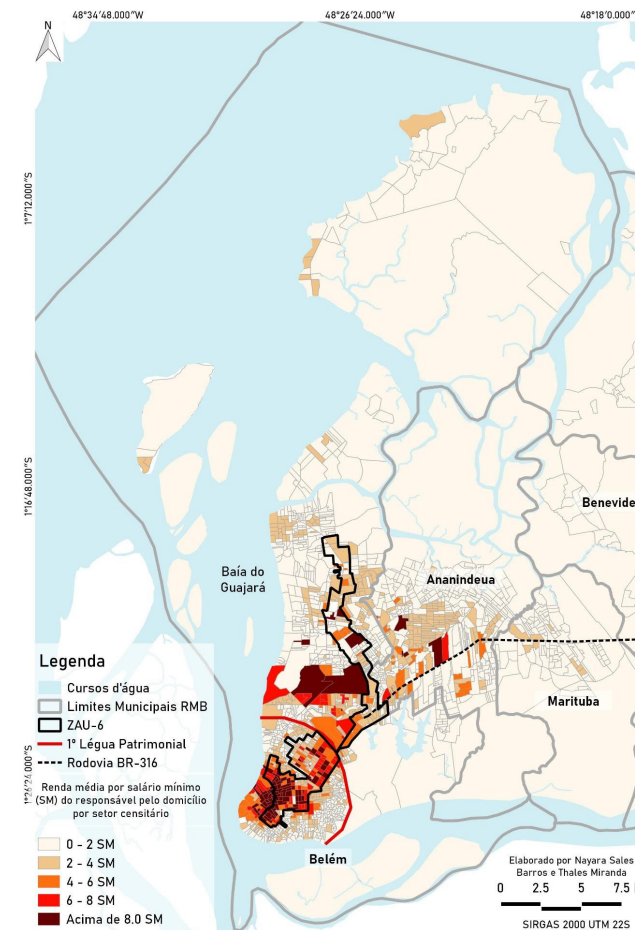 48°34'48.000"W
48°26'24.000"W
48°18'0.000"
N
1°7'12.000"S
1°16'48.000"S
1°26'24.000"S
Benevide
Baía do
Guajará
Ananindeua
Marituba
Belém
Legenda
Cursos d'água
Limites Municipais RMB
ZAU-6
1° Légua Patrimonial
Rodovia BR-316
Renda média por salário mínimo
(SM) do responsável pelo domicílio
por setor censitário
0 - 2 SM
2 - 4 SM
4 - 6 SM
6 - 8 SM
Acima de 8.0 SM
Elaborado por Nayara Sales
Barros e Thales Miranda
0 2.5 5 7.5
SIRGAS 2000 UTM 22S